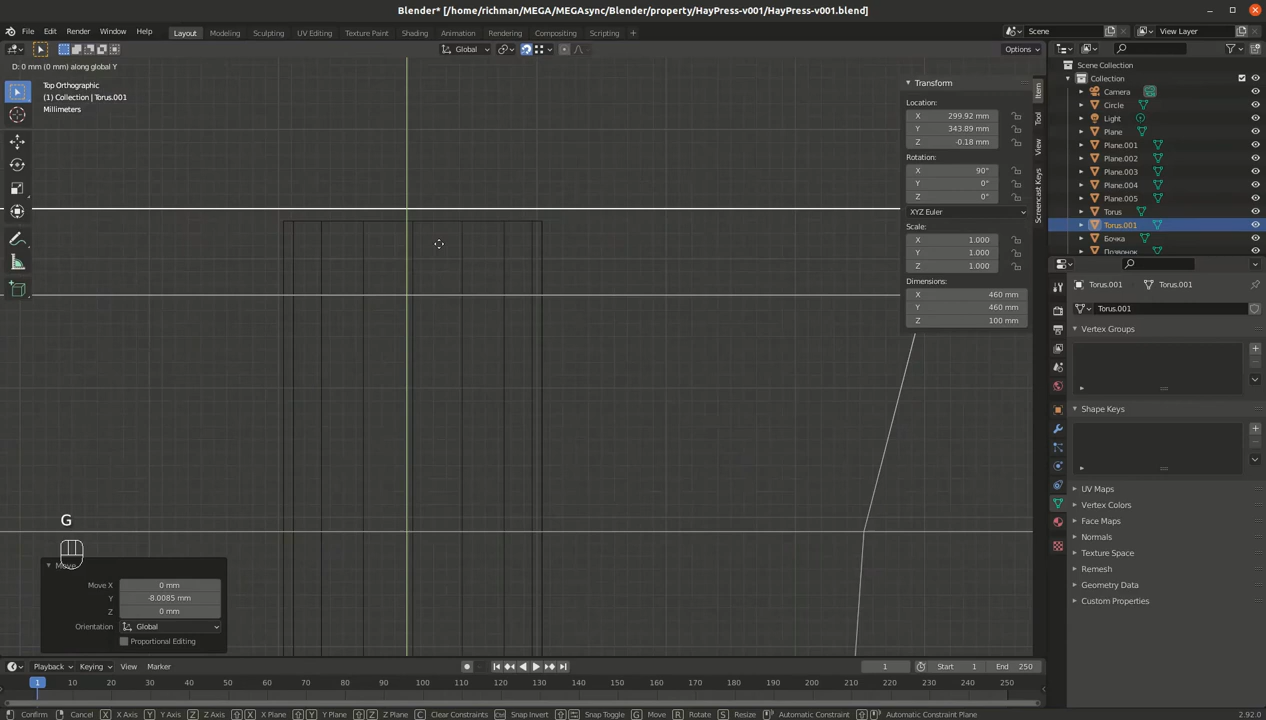 Blender* [/home/richman/MEGA/MEGAsync/Blender/property/HayPress-v001/HayPress-v001.blend]
File Edit Render Window Help Layout Modeling Sculpting UV Editing Texture Paint Shading Animation Rendering Compositing Scripting Scene View Layer
Global Options
D: 0 mm (0 mm) along global Y
Top Orthographic
(1) Collection | Torus.001
Millimeters
Transform
Location:
X 299.92 mm
Y 343.89 mm
Z -0.18 mm
Rotation:
X 90°
Y 0°
Z 0°
XYZ Euler
Scale:
X 1.000
Y 1.000
Z 1.000
Dimensions:
X 460 mm
Y 460 mm
Z 100 mm
Item
Tool
View
Screencast Keys
Scene Collection
Collection
Camera
Circle
Light
Plane
Plane.001
Plane.002
Plane.003
Plane.004
Plane.005
Torus
Torus.001
Бочка
Позвонок
Torus.001 Torus.001
Torus.001
Vertex Groups
Shape Keys
UV Maps
Vertex Colors
Face Maps
Normals
Texture Space
Remesh
Geometry Data
Custom Properties
G
Move
Move X 0 mm
Y -8.0085 mm
Z 0 mm
Orientation Global
Proportional Editing
Playback Keying View Marker 1 Start 1 End 250
1 10 20 30 40 50 60 70 80 90 100 110 120 130 140 150 160 170 180 190 200 210 220 230 240 250
Confirm Cancel X X Axis Y Y Axis Z Z Axis X X Plane Y Y Plane Z Z Plane C Clear Constraints Snap Invert Snap Toggle G Move R Rotate S Resize Automatic Constraint Automatic Constraint Plane 2.92.0